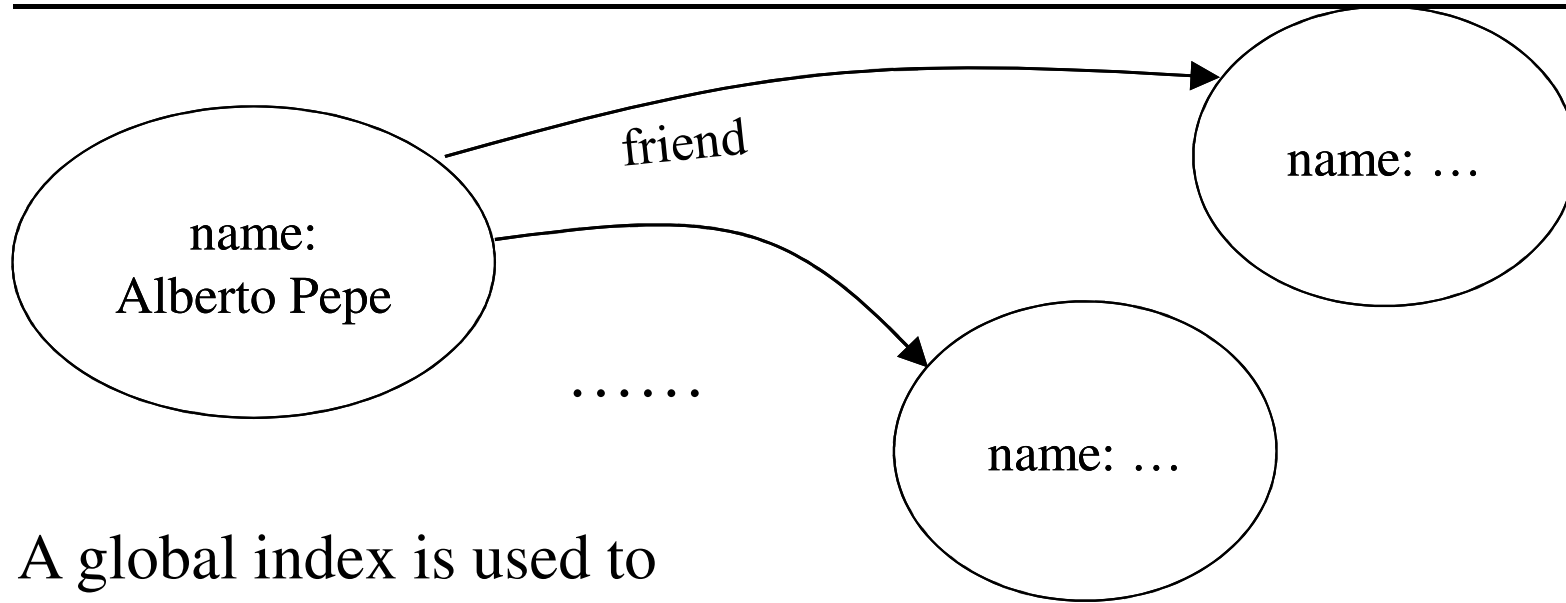 friend
name: …
name:
Alberto Pepe
……
name: …
A global index is used to